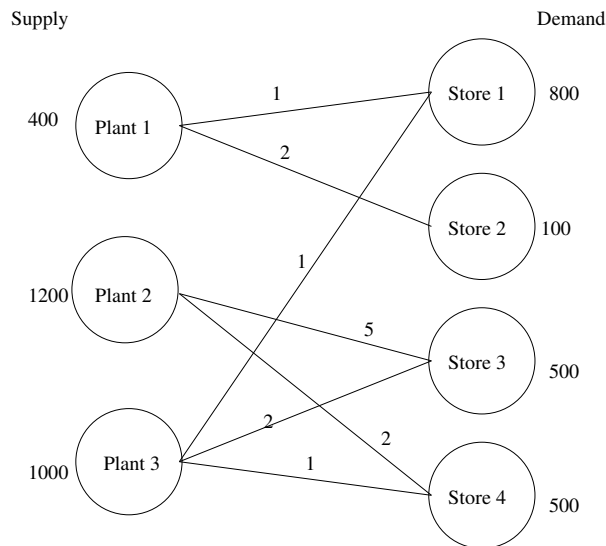 Supply
Demand
400
Plant 1
1
Store 1
800
2
Store 2
100
1
1200
Plant 2
5
Store 3
500
2
2
1000
Plant 3
1
Store 4
500